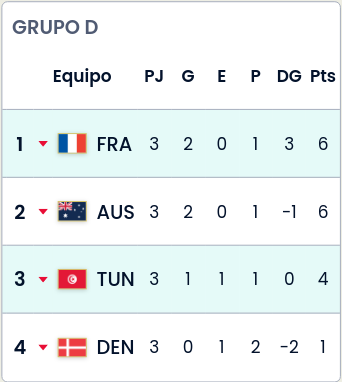 GRUPO D
Equipo PJ G E P DG Pts
1 FRA 3 2 0 1 3 6
2 AUS 3 2 0 1 -1 6
3 TUN 3 1 1 1 0 4
4 DEN 3 0 1 2 -2 1